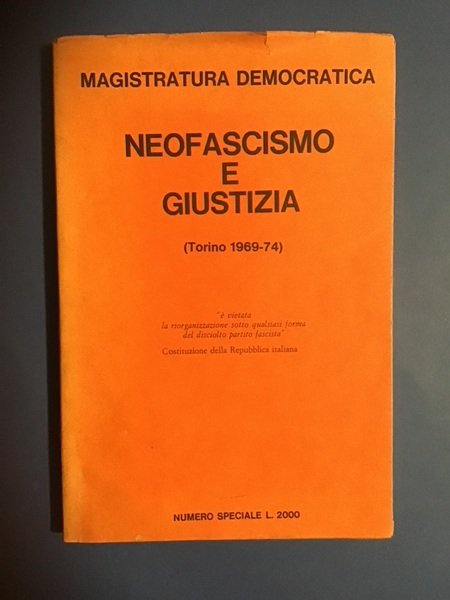 MAGISTRATURA DEMOCRATICA
NEOFASCISMO
E
GIUSTIZIA
(Torino 1969-74)
"è vietata
la riorganizzazione sotto qualsiasi forma
del disciolto partito fascista"
Costituzione della Repubblica italiana
NUMERO SPECIALE L. 2000